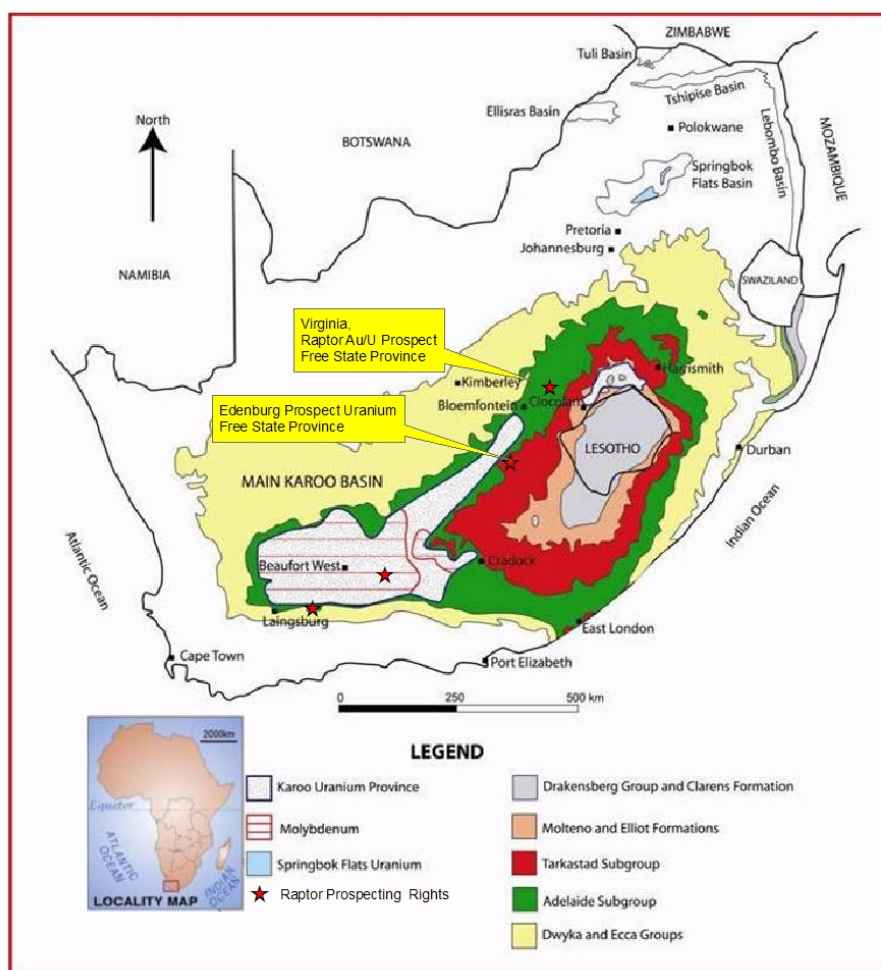 ZIMBABWE
Tuli Basin
Tshipise Basin
Ellisras Basin
North
Polokwane
Lebombo Basin
MOZAMBIQUE
BOTSWANA
Springbok
Flats Basin
Pretoria
Johannesburg
NAMIBIA
SWAZILAND
Virginia,
Raptor Au/U Prospect
Free State Province
Harrismith
Kimberley
Edenburg Prospect Uranium
Free State Province
Bloemfontein
Clocolan
LESOTHO
Durban
MAIN KAROO BASIN
Indian Ocean
Atlantic Ocean
Beaufort West
Cradock
Laingsburg
East London
Cape Town
Port Elizabeth
0 250 500 km
LEGEND
2000km
Equator
ATLANTIC
OCEAN
INDIAN
OCEAN
LOCALITY MAP
Karoo Uranium Province
Molybdenum
Springbok Flats Uranium
Raptor Prospecting Rights
Drakensberg Group and Clarens Formation
Molteno and Elliot Formations
Tarkastad Subgroup
Adelaide Subgroup
Dwyka and Ecca Groups